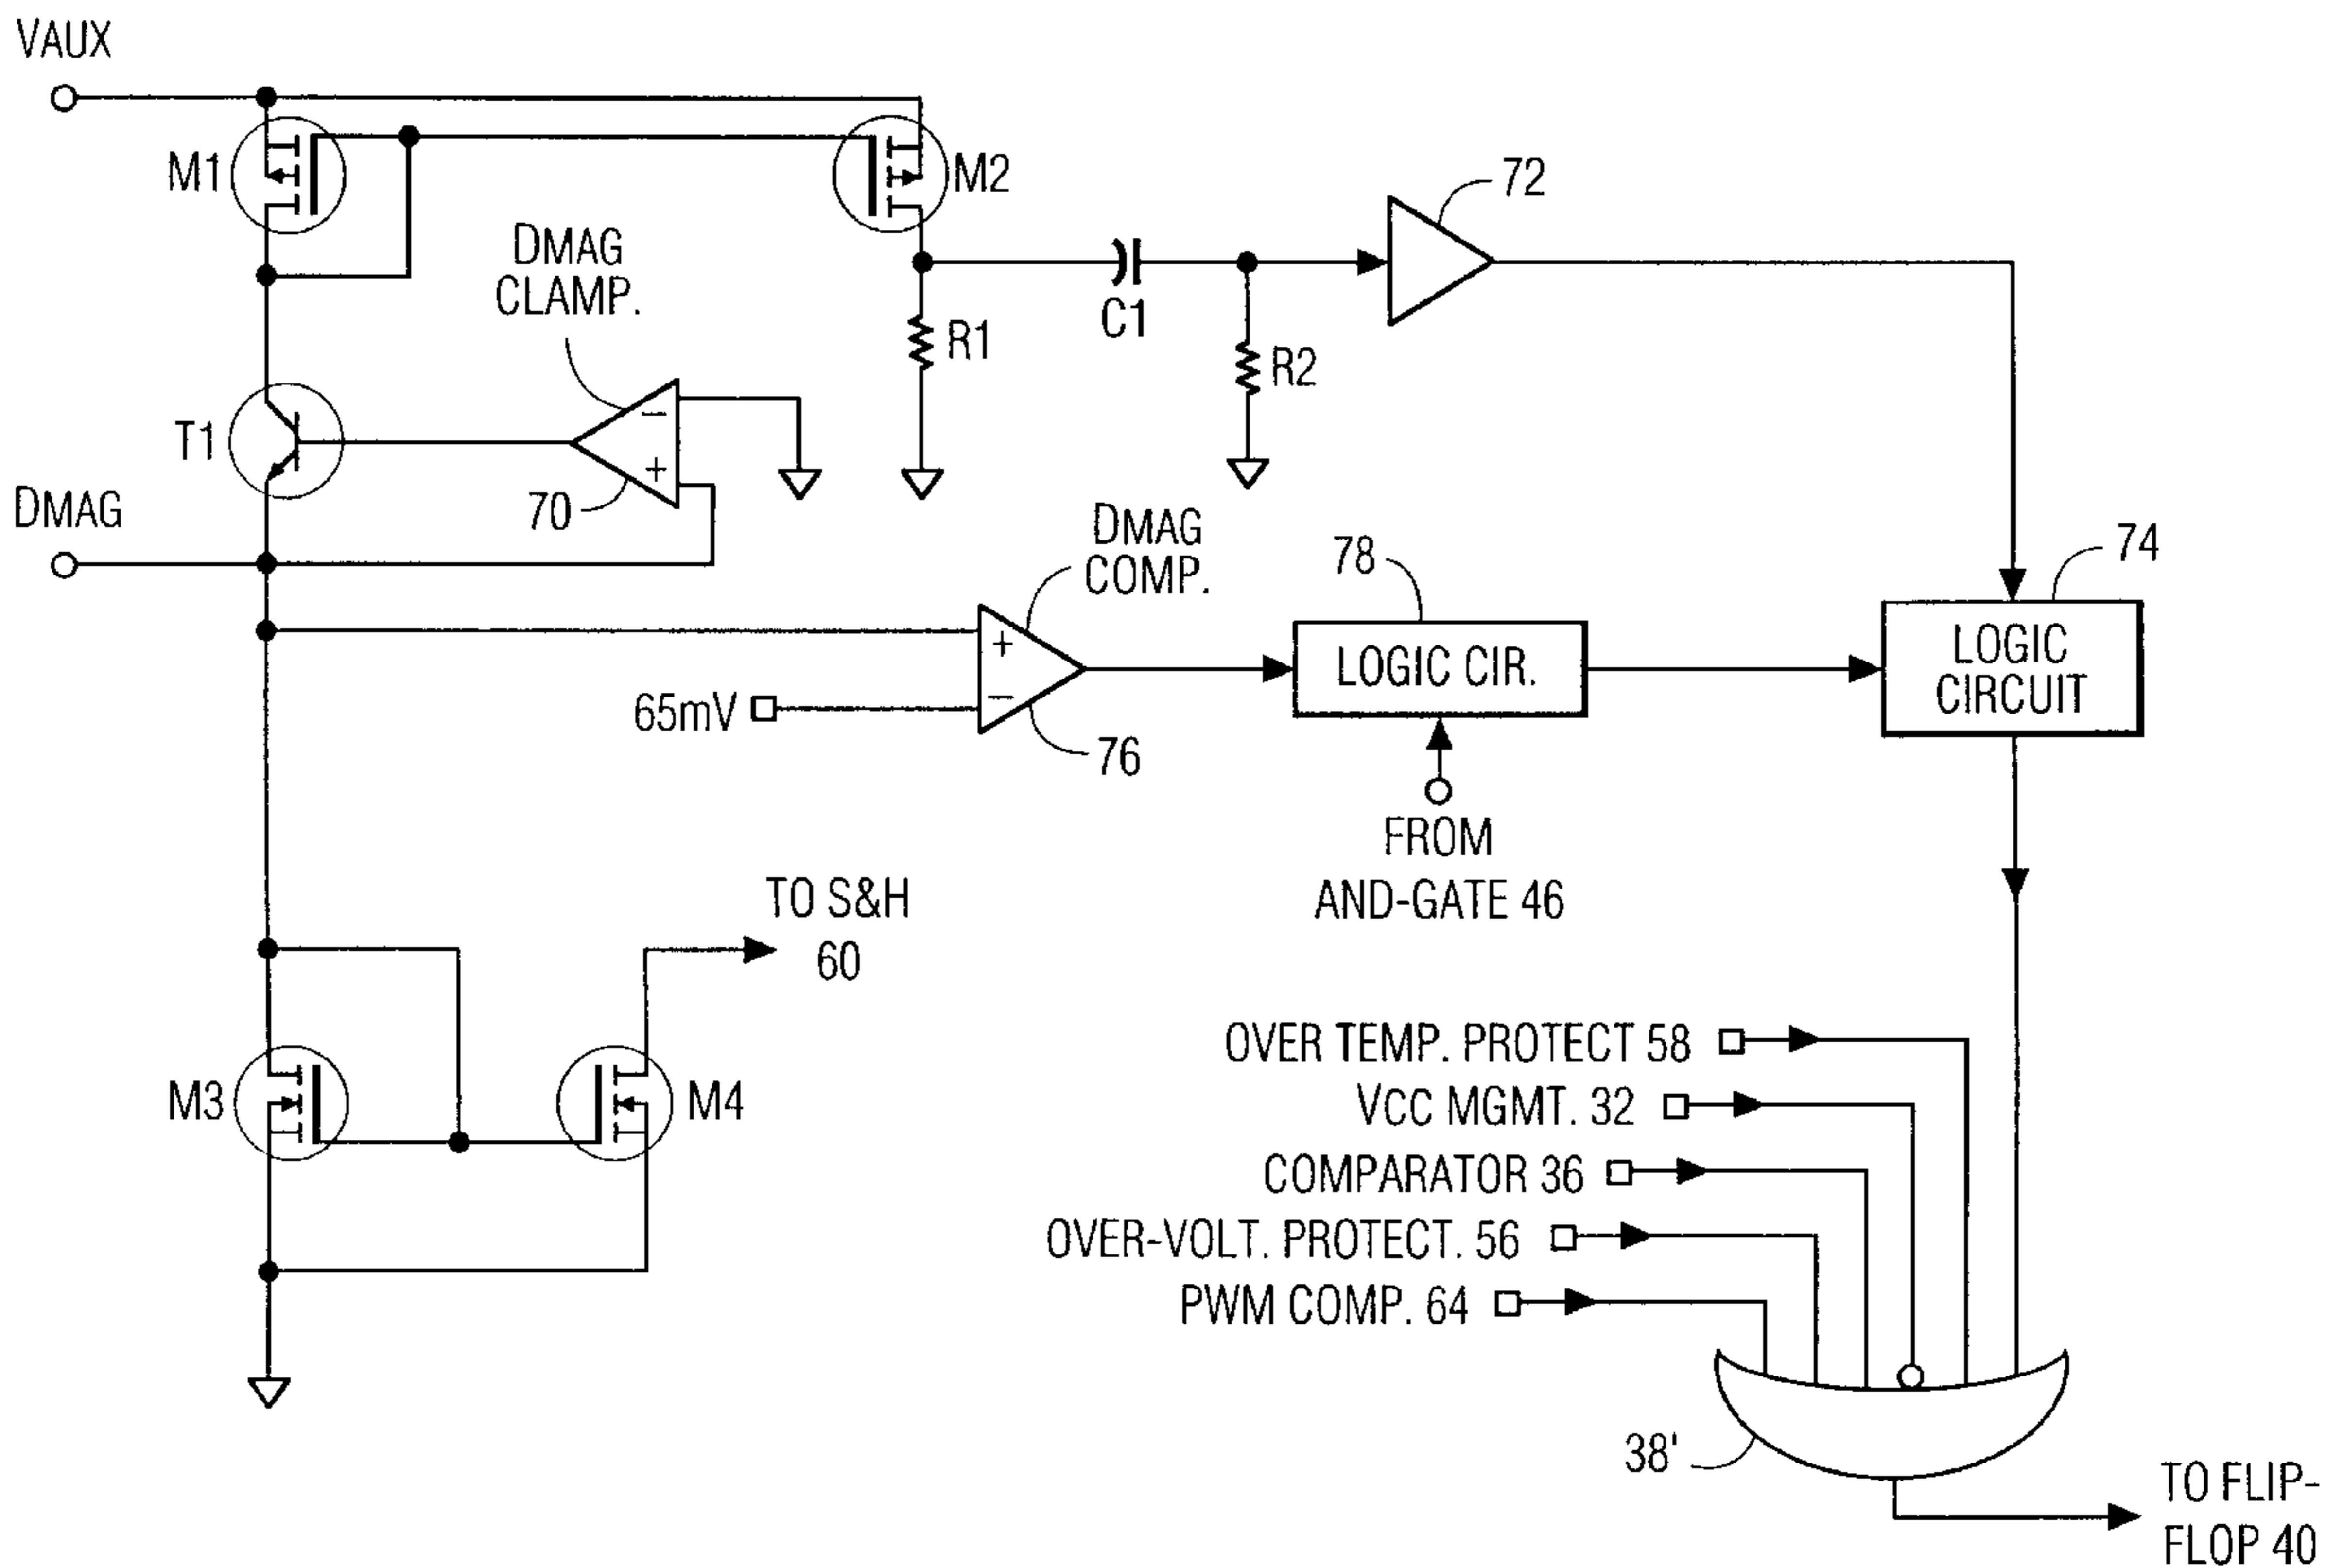 VAUX
M1
M2
72
DMAG
CLAMP.
C1
R1
R2
T1
−
+
70
DMAG
DMAG
COMP.
78
74
+
−
65mV
76
LOGIC CIR.
LOGIC
CIRCUIT
FROM
AND-GATE 46
TO S&H
60
M3
M4
OVER TEMP. PROTECT 58
VCC MGMT. 32
COMPARATOR 36
OVER-VOLT. PROTECT. 56
PWM COMP. 64
38'
TO FLIP-
FLOP 40